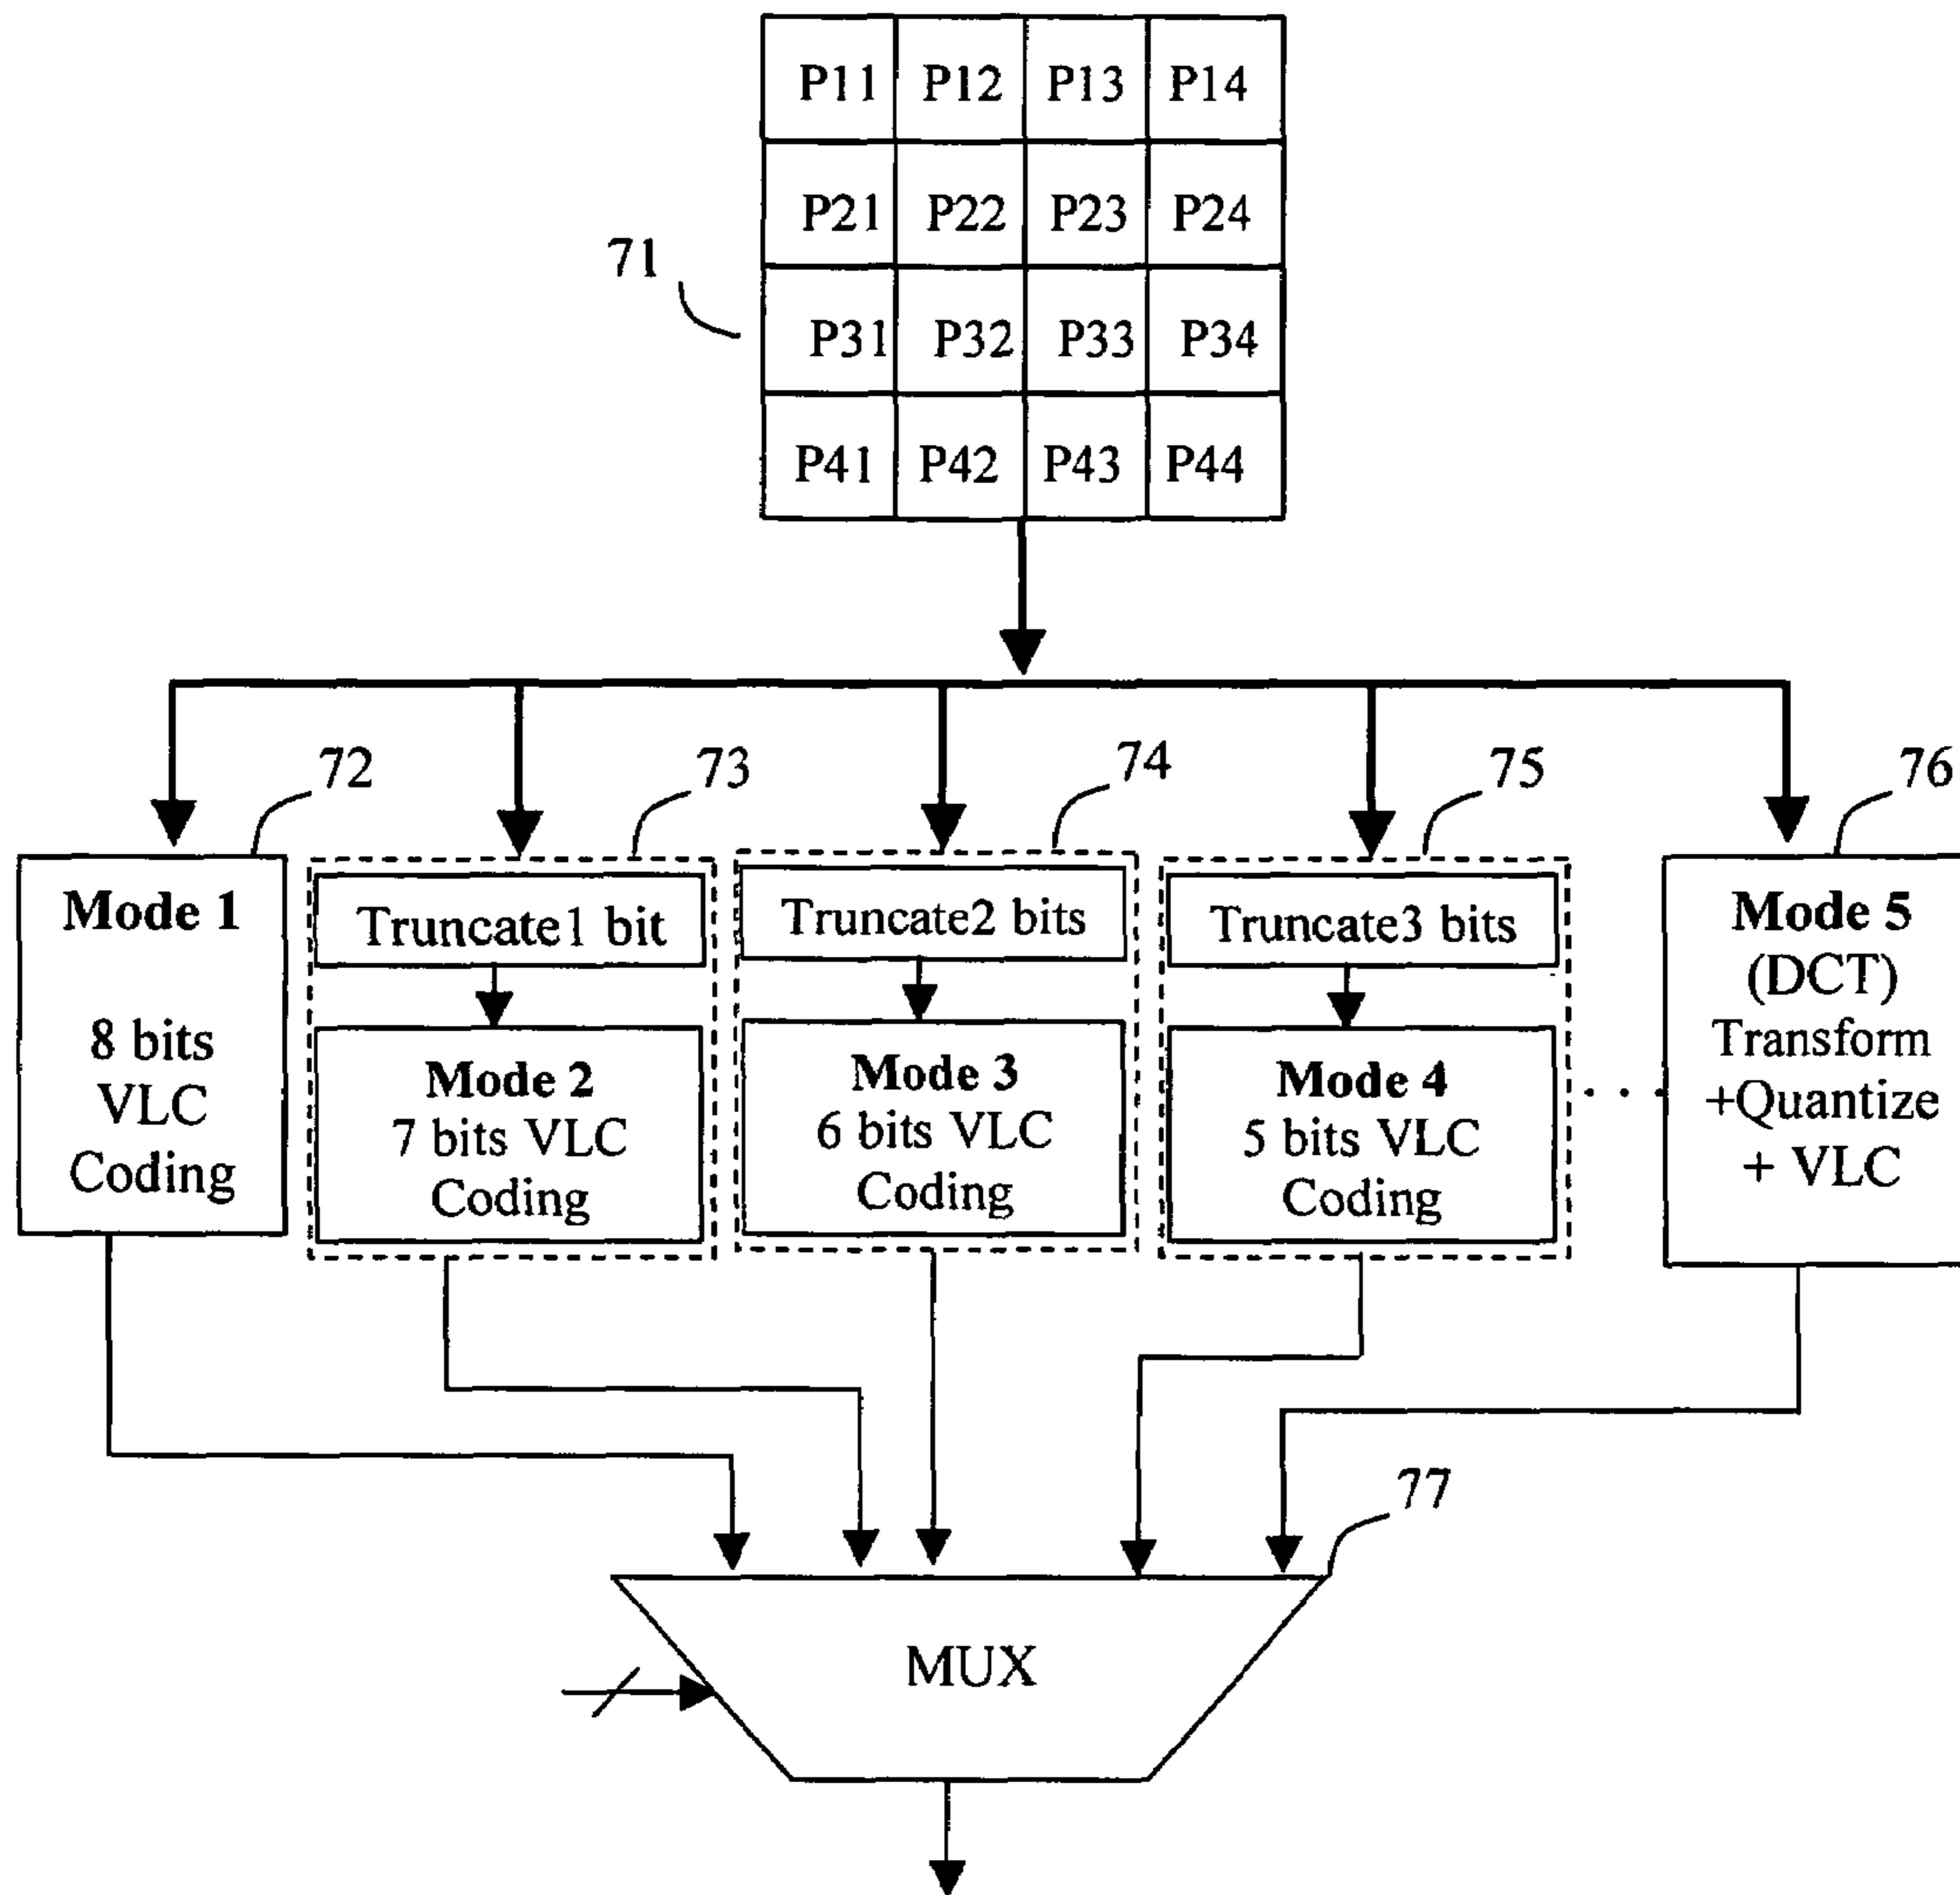 P11 P12 P13 P14
P21 P22 P23 P24
71
P31 P32 P33 P34
P41 P42 P43 P44
72
73
74
75
76
Mode 1
8 bits
VLC
Coding
Truncate1 bit
Mode 2
7 bits VLC
Coding
Truncate2 bits
Mode 3
6 bits VLC
Coding
Truncate3 bits
Mode 4
5 bits VLC
Coding
. . .
Mode 5
(DCT)
Transform
+Quantize
+ VLC
77
MUX